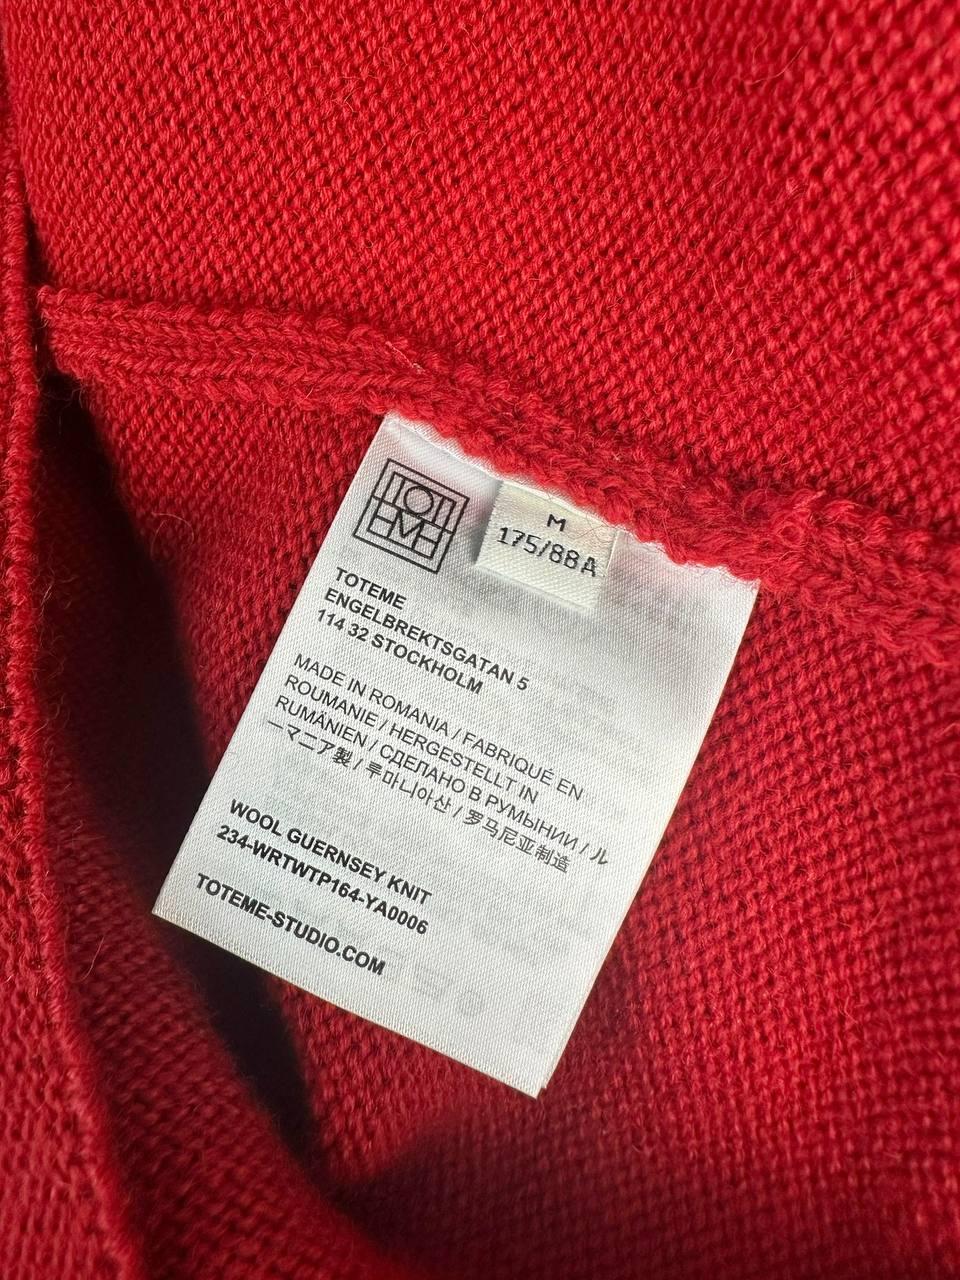 TOTEME
M
175/88A
TOTEME
ENGELBREKTSGATAN 5
114 32 STOCKHOLM
MADE IN ROMANIA / FABRIQUÉ EN
ROUMANIE / HERGESTELLT IN
RUMÄNIEN / СДЕЛАНО В РУМЫНИИ / ル
ーマニア製 / 루마니아산 / 罗马尼亚制造
WOOL GUERNSEY KNIT
234-WRTWTP164-YA0006
TOTEME-STUDIO.COM